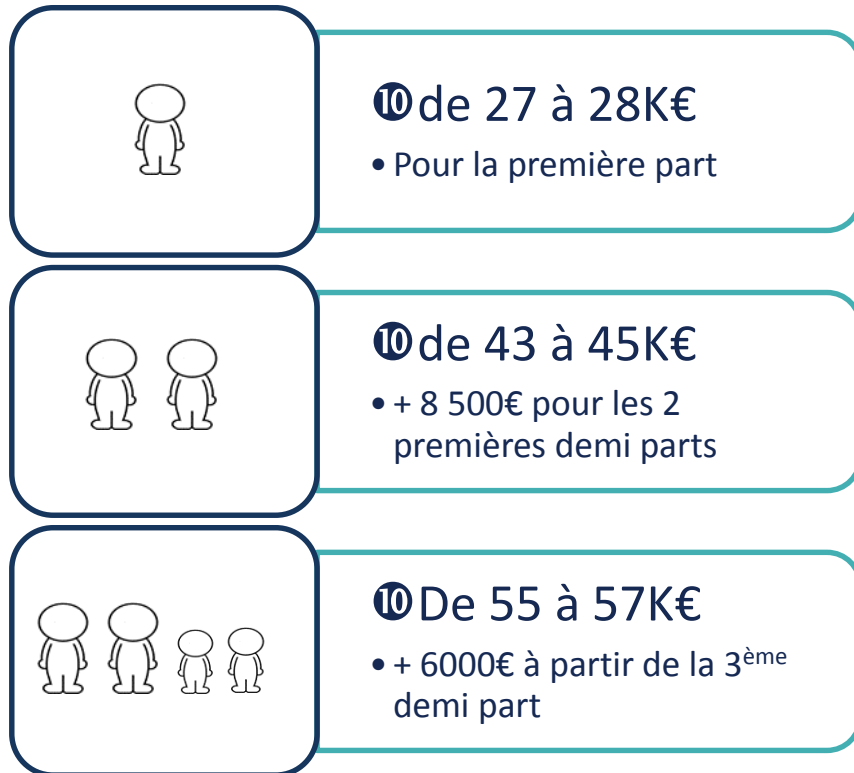 ❿de 27 à 28K€
• Pour la première part
❿de 43 à 45K€
• + 8 500€ pour les 2
premières demi parts
❿De 55 à 57K€
• + 6000€ à partir de la 3ème
demi part